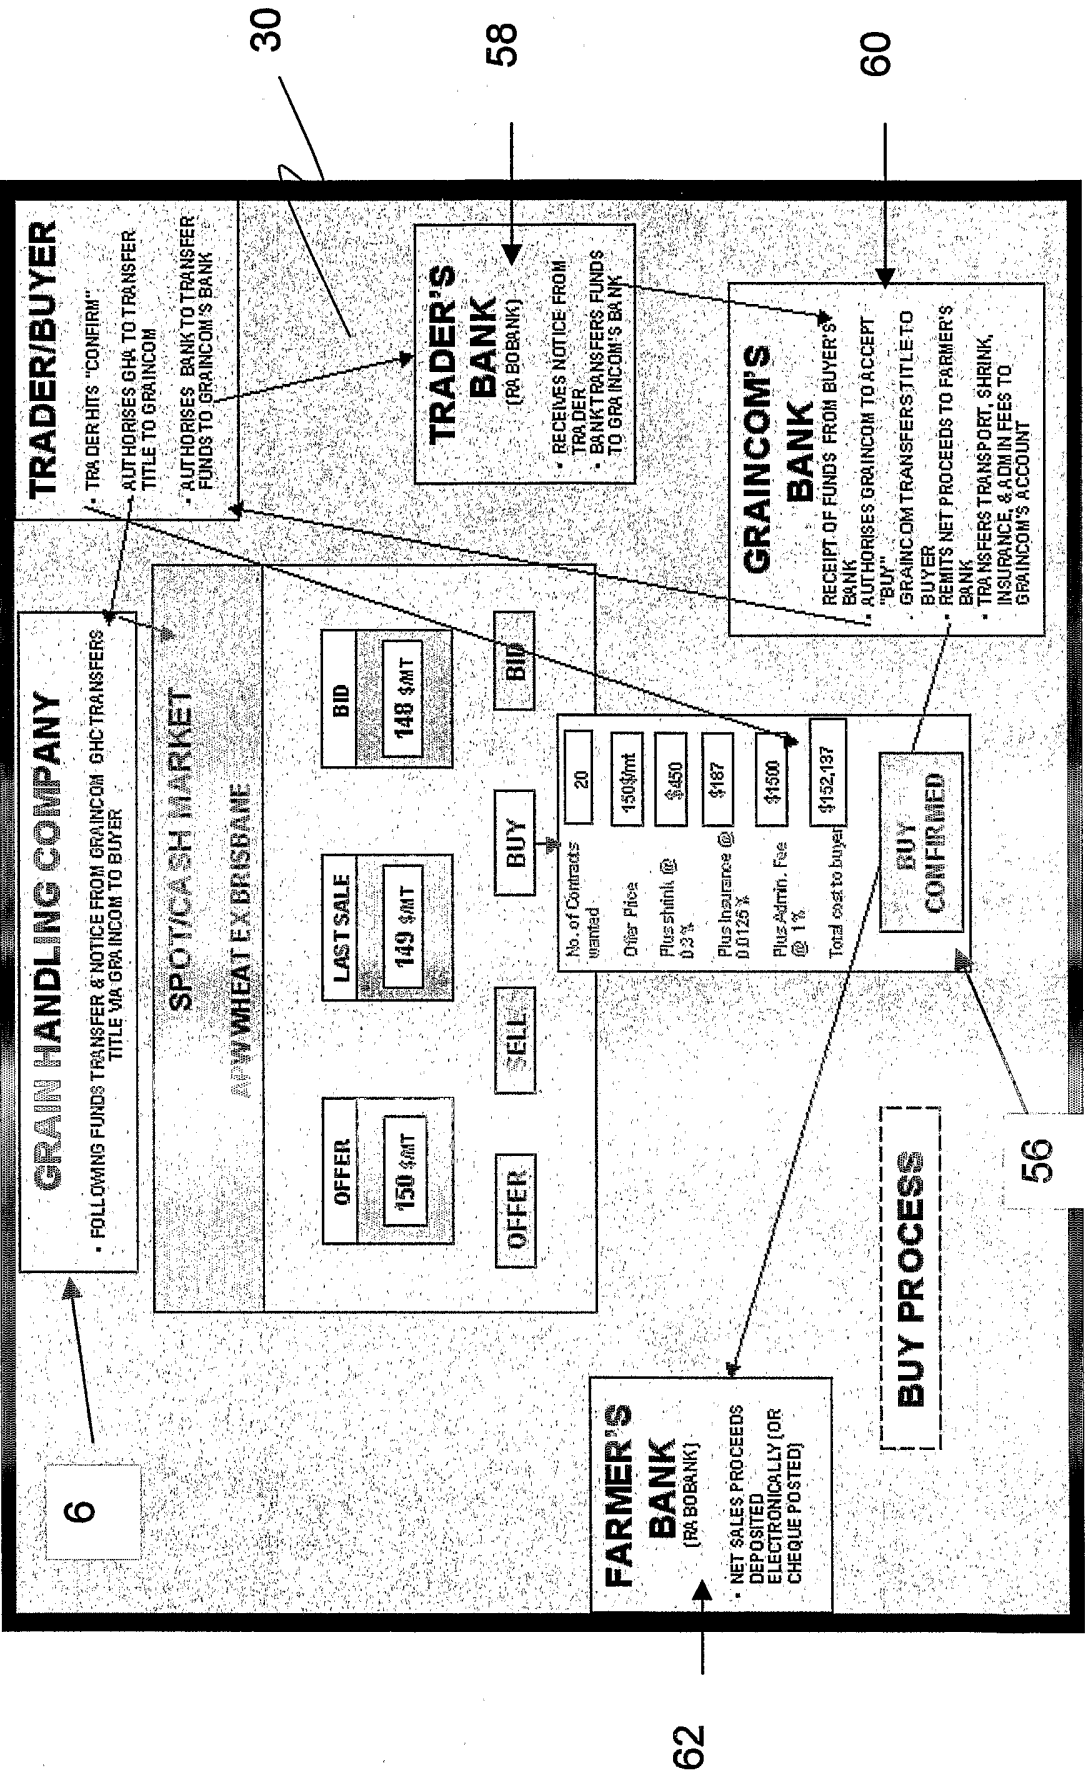 GRAIN HANDLING COMPANY
• FOLLOWING FUNDS TRANSFER & NOTICE FROM GRAINCOM GHC TRANSFERS
TITLE VIA GRAINCOM TO BUYER
6
TRADER/BUYER
• TRADER HITS "CONFIRM"
• AUTHORISES GHA TO TRANSFER
TITLE TO GRAINCOM
• AUTHORISES BANK TO TRANSFER
FUNDS TO GRAINCOM'S BANK
30
SPOT/CASH MARKET
APW WHEAT EX BRISBANE
OFFER
150 $/MT
LAST SALE
149 $/MT
BID
148 $/MT
OFFER
SELL
BUY
BID
TRADER'S
BANK
(RABOBANK)
• RECEIVES NOTICE FROM
TRADER
• BANK TRANSFERS FUNDS
TO GRAINCOM'S BANK
58
No. of Contracts
wanted
20
Offer Price
150$/mt
Plus shrink @
0.3 %
$450
Plus Insurance @
0.0125 %
$187
Plus Admin. Fee
@ 1 %
$1500
Total cost to buyer
$152,137
BUY
CONFIRMED
56
FARMER'S
BANK
(RABOBANK)
• NET SALES PROCEEDS
DEPOSITED
ELECTRONICALLY (OR
CHEQUE POSTED)
62
GRAINCOM'S
BANK
RECEIPT OF FUNDS FROM BUYER'S
BANK
• AUTHORISES GRAINCOM TO ACCEPT
"BUY"
• GRAINCOM TRANSFERS TITLE TO
BUYER
• REMITS NET PROCEEDS TO FARMER'S
BANK
• TRANSFERS TRANSPORT, SHRINK,
INSURANCE, & ADMIN FEES TO
GRAINCOM'S ACCOUNT
60
BUY PROCESS